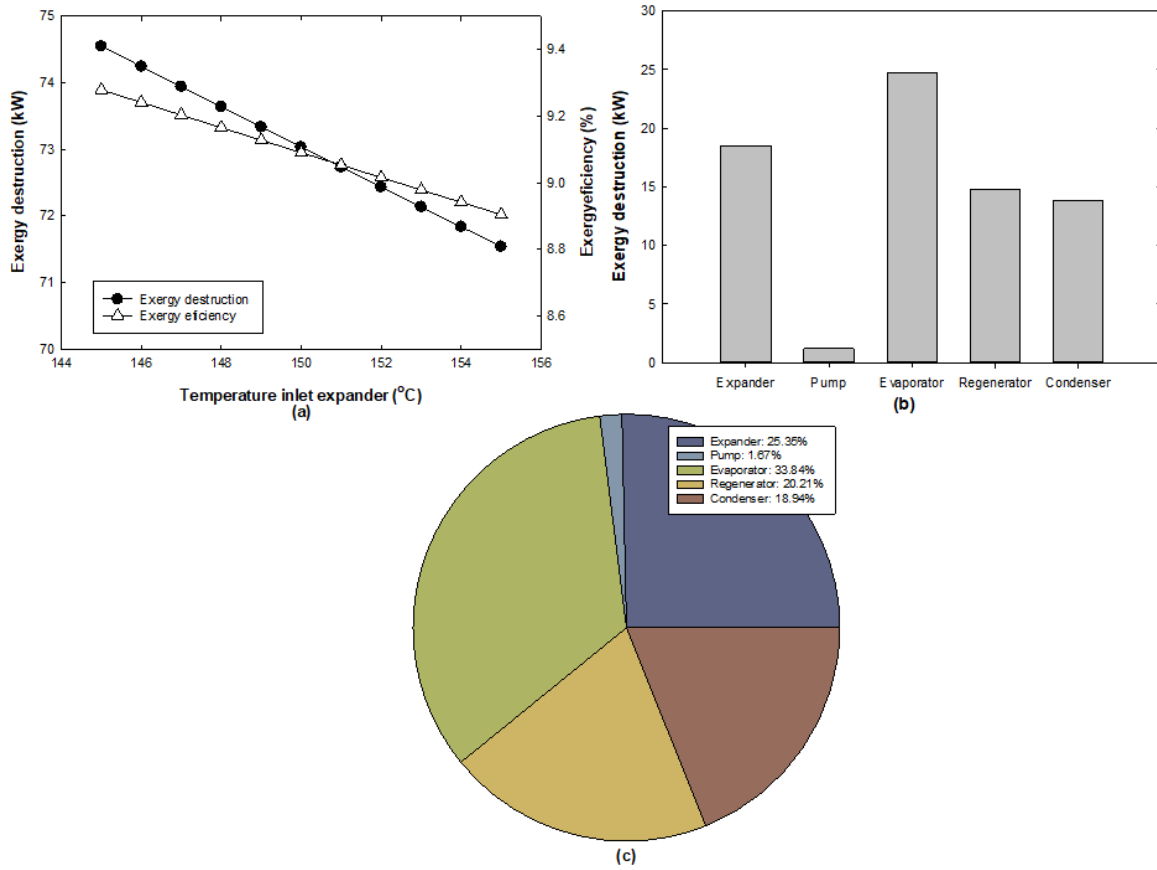 75
74
73
72
71
70
Exergy destruction (kW)
9.4
9.2
9.0
8.8
8.6
Exergyeficiency (%)
Exergy destruction
Exergy eficiency
144 146 148 150 152 154 156
Temperature inlet expander (°C)
(a)
30
25
20
15
10
5
0
Exergy destruction (kW)
Expander Pump Evaporator Regenerator Condenser
(b)
Expander: 25.35%
Pump: 1.67%
Evaporator: 33.84%
Regenerator: 20.21%
Condenser: 18.94%
(c)